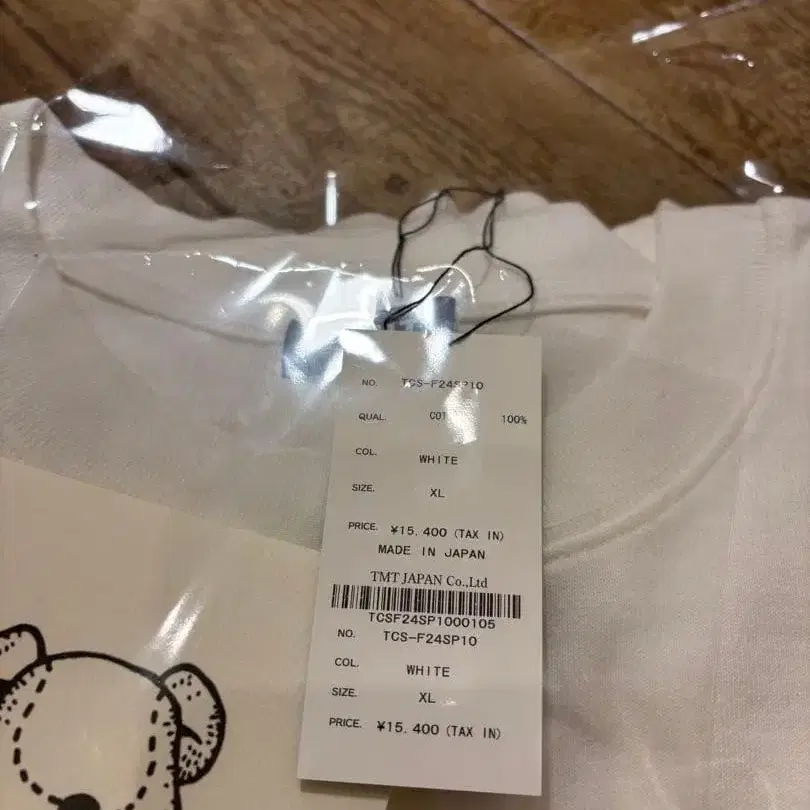 NO. TCS-F24SP10
QUAL. COT 100%
COL. WHITE
SIZE. XL
PRICE. ¥15,400 (TAX IN)
MADE IN JAPAN
TMT JAPAN Co.,Ltd
TCSF24SP1000105
NO. TCS-F24SP10
COL. WHITE
SIZE. XL
PRICE. ¥15,400 (TAX IN)